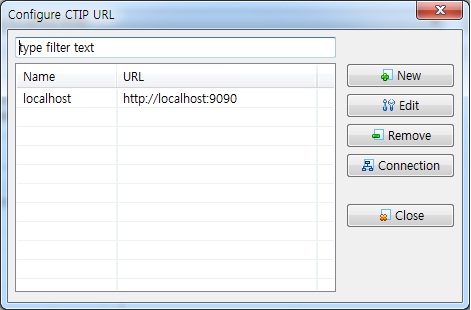 Configure CTIP URL
type filter text
Name URL
localhost http://localhost:9090
New
Edit
Remove
Connection
Close